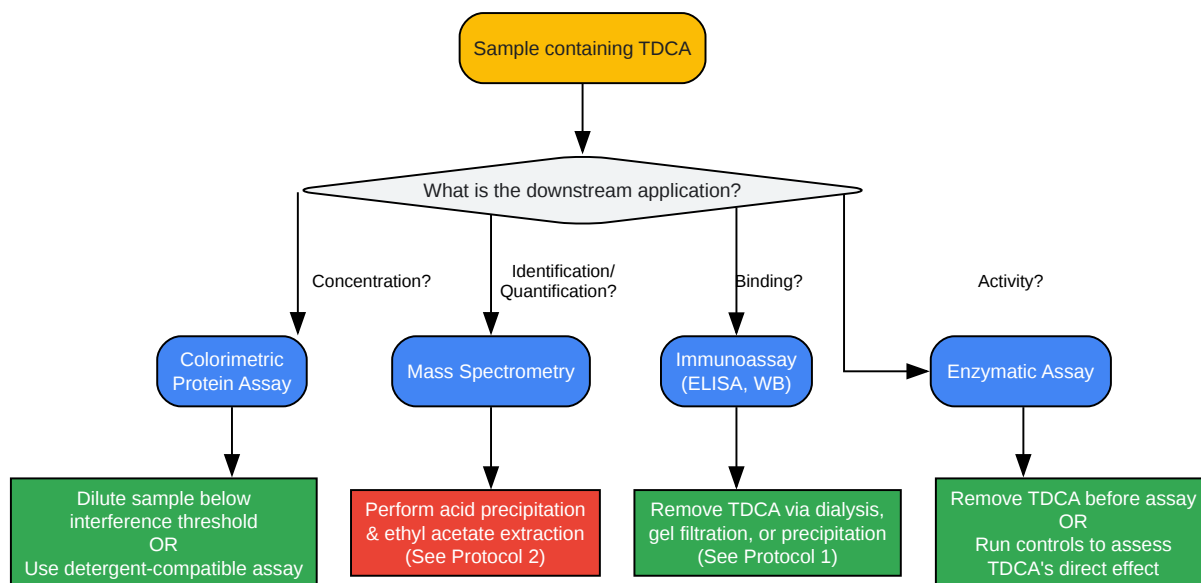 Sample containing TDCA
What is the downstream application?
Concentration?
Identification/
Quantification?
Binding?
Activity?
Colorimetric
Protein Assay
Mass Spectrometry
Immunoassay
(ELISA, WB)
Enzymatic Assay
Dilute sample below
interference threshold
OR
Use detergent-compatible assay
Perform acid precipitation
& ethyl acetate extraction
(See Protocol 2)
Remove TDCA via dialysis,
gel filtration, or precipitation
(See Protocol 1)
Remove TDCA before assay
OR
Run controls to assess
TDCA's direct effect